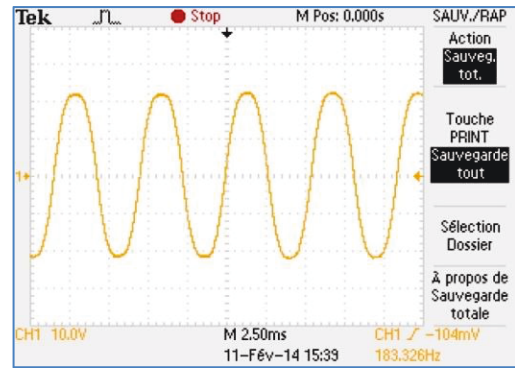 Tek
Stop
M Pos: 0.000s
SAUV./RAP
Action
Sauveg.
tot.
Touche
PRINT
Sauvegarde
tout
Sélection
Dossier
À propos de
Sauvegarde
totale
1
CH1 10.0V
M 2.50ms
CH1 -104mV
11-Fév-14 15:39
183.326Hz